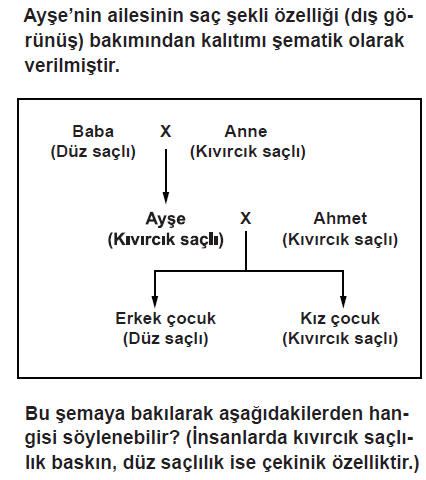 Ayşe’nin ailesinin saç şekli özelliği (dış gö-
rünüş) bakımından kalıtımı şematik olarak
verilmiştir.
Baba X Anne
(Düz saçlı) (Kıvırcık saçlı)
Ayşe X Ahmet
(Kıvırcık saçlı) (Kıvırcık saçlı)
Erkek çocuk Kız çocuk
(Düz saçlı) (Kıvırcık saçlı)
Bu şemaya bakılarak aşağıdakilerden han-
gisi söylenebilir? (İnsanlarda kıvırcık saçlı-
lık baskın, düz saçlılık ise çekinik özelliktir.)